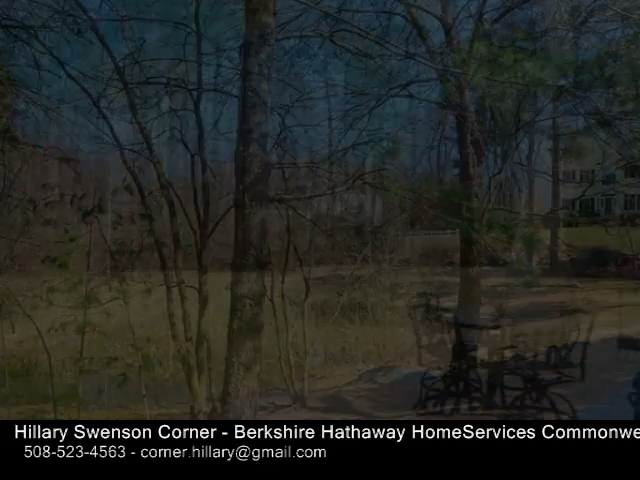 Hillary Swenson Corner - Berkshire Hathaway HomeServices Commonwe
508-523-4563 - corner.hillary@gmail.com